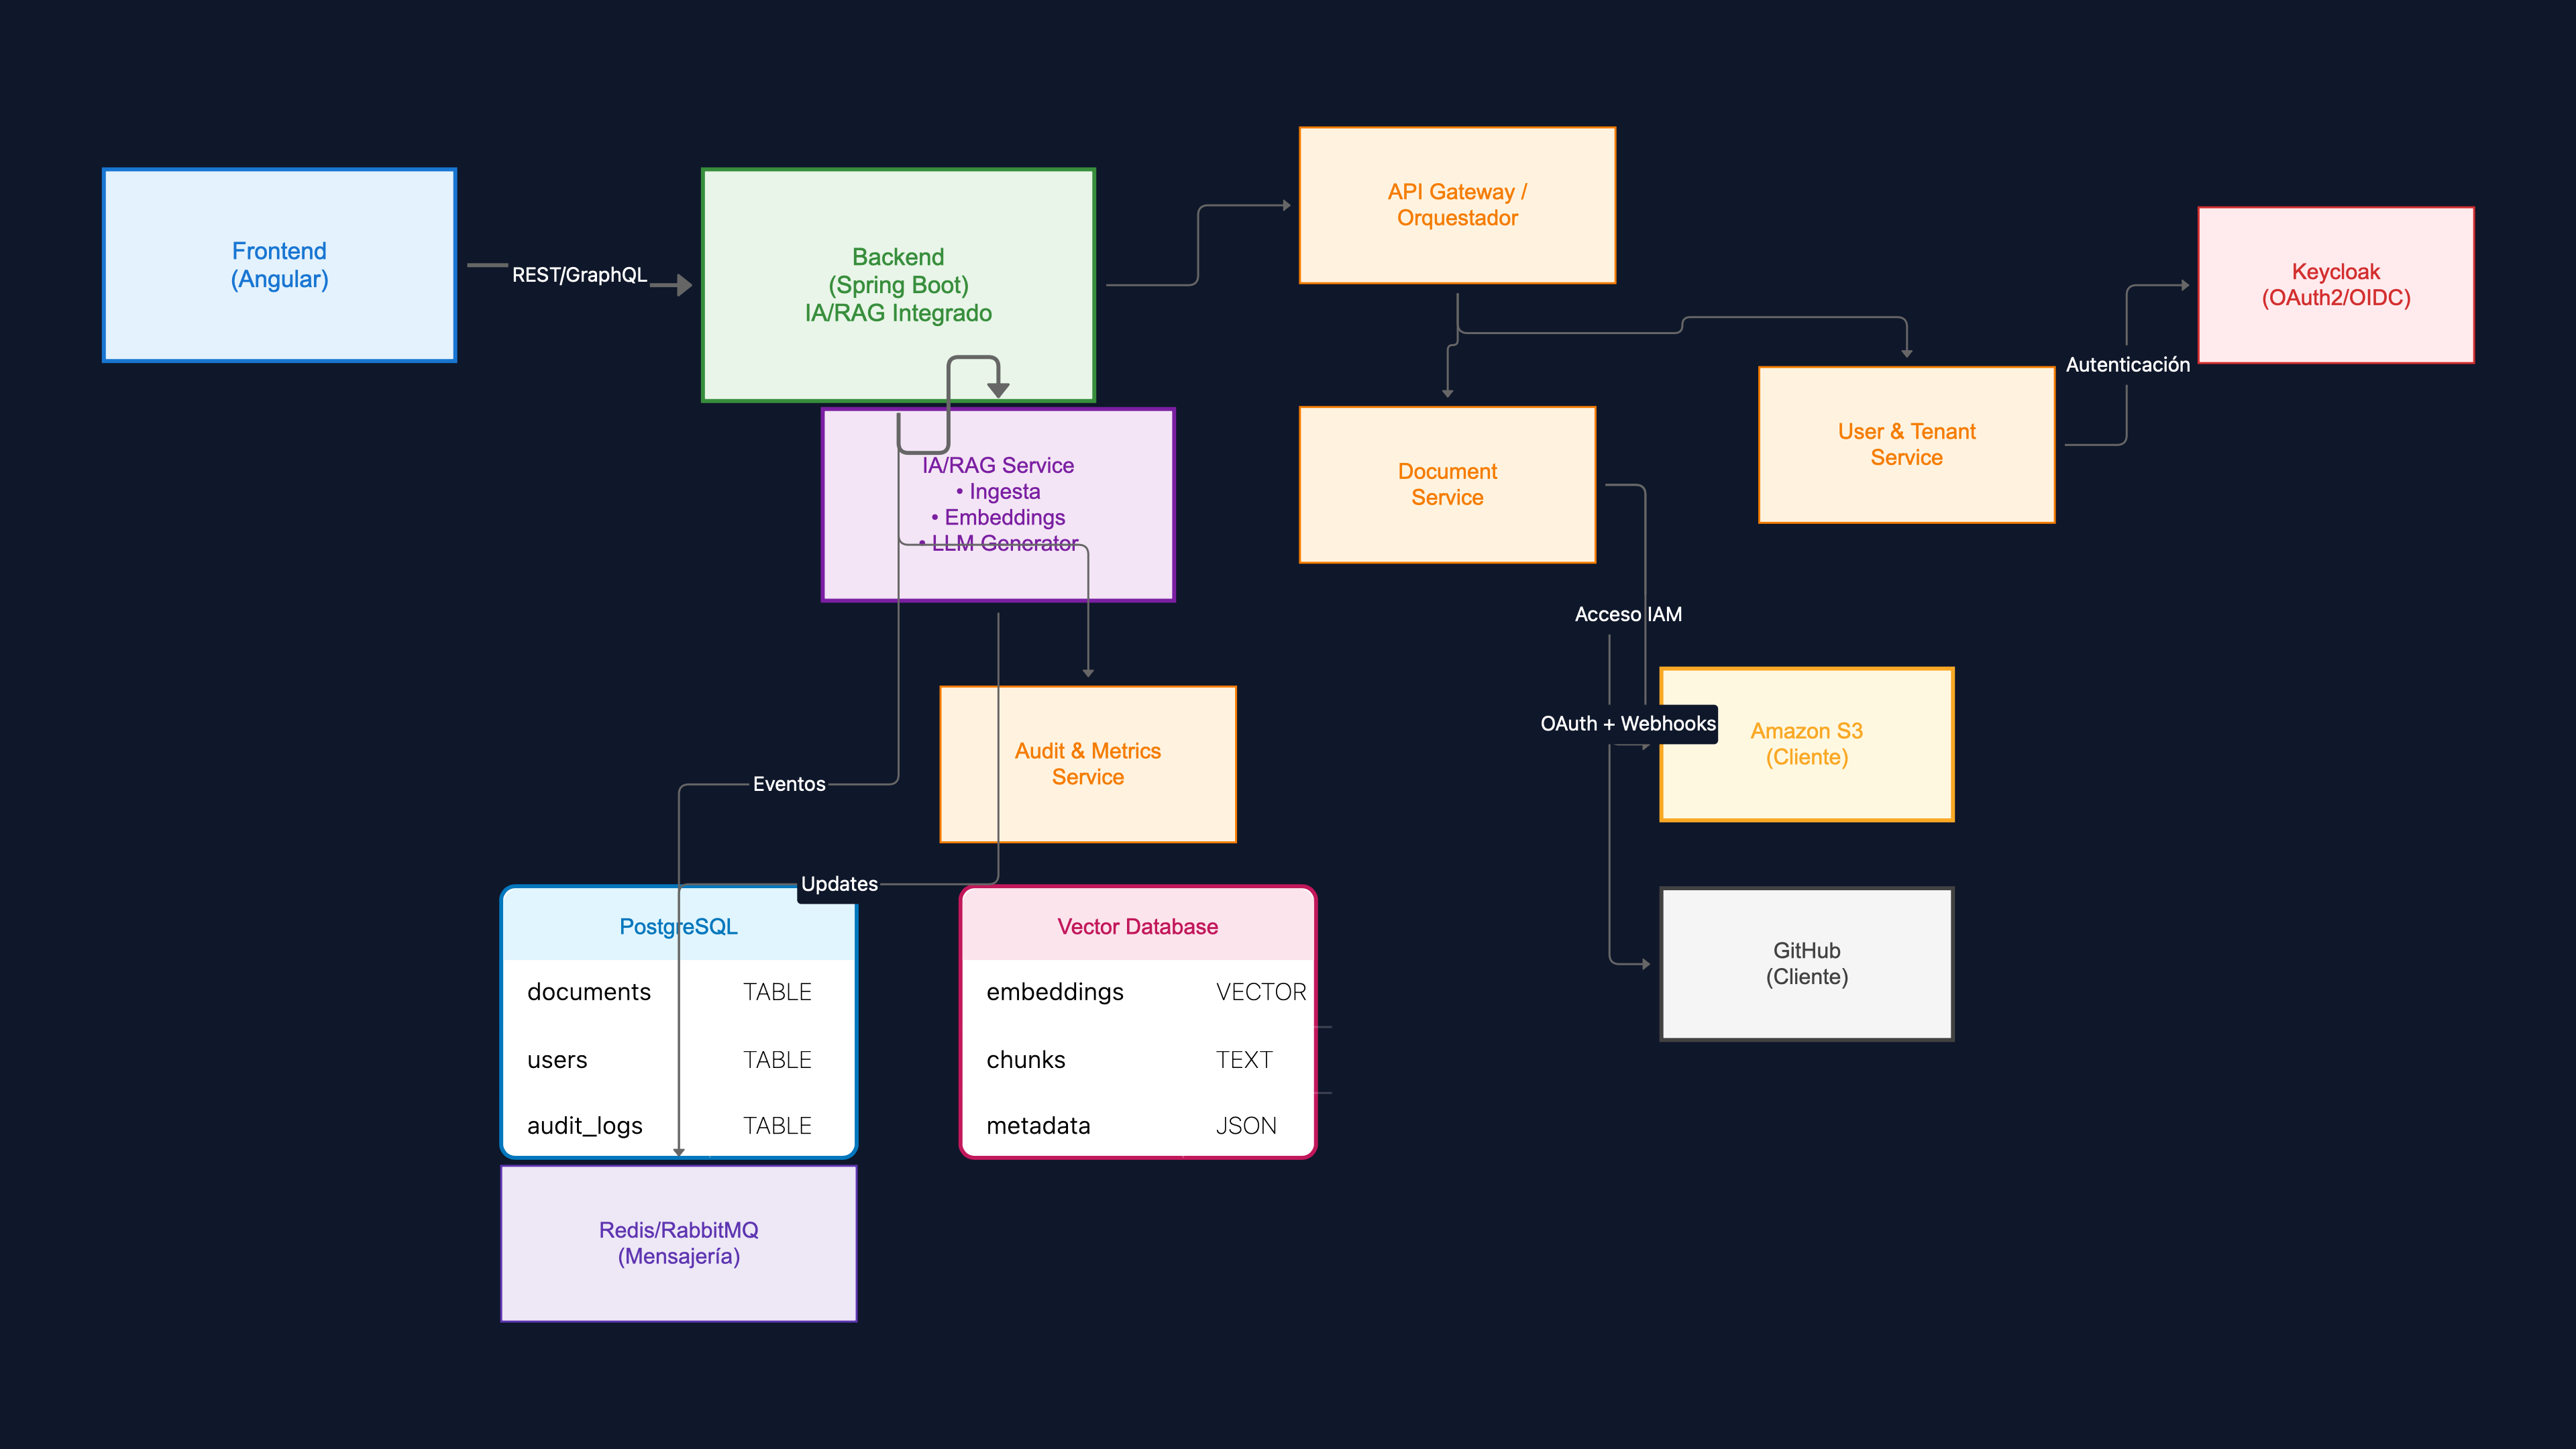 Frontend
(Angular)
REST/GraphQL
Backend
(Spring Boot)
IA/RAG Integrado
API Gateway /
Orquestador
Keycloak
(OAuth2/OIDC)
Autenticación
User & Tenant
Service
Document
Service
IA/RAG Service
• Ingesta
• Embeddings
• LLM Generator
Acceso IAM
OAuth + Webhooks
Amazon S3
(Cliente)
Audit & Metrics
Service
Eventos
Updates
PostgreSQL
documents TABLE
users TABLE
audit_logs TABLE
Vector Database
embeddings VECTOR
chunks TEXT
metadata JSON
GitHub
(Cliente)
Redis/RabbitMQ
(Mensajería)